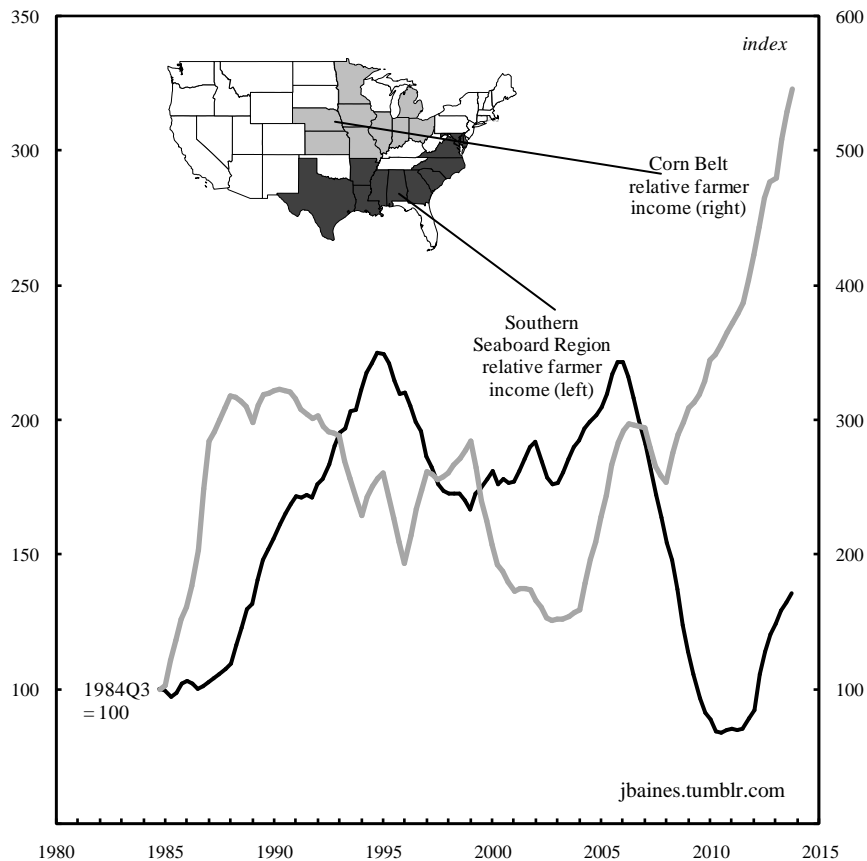 350
600
index
300
500
Corn Belt
relative farmer
income (right)
250
400
Southern
Seaboard Region
relative farmer
income (left)
200
300
150
200
100
1984Q3
= 100
100
jbaines.tumblr.com
1980
1985
1990
1995
2000
2005
2010
2015